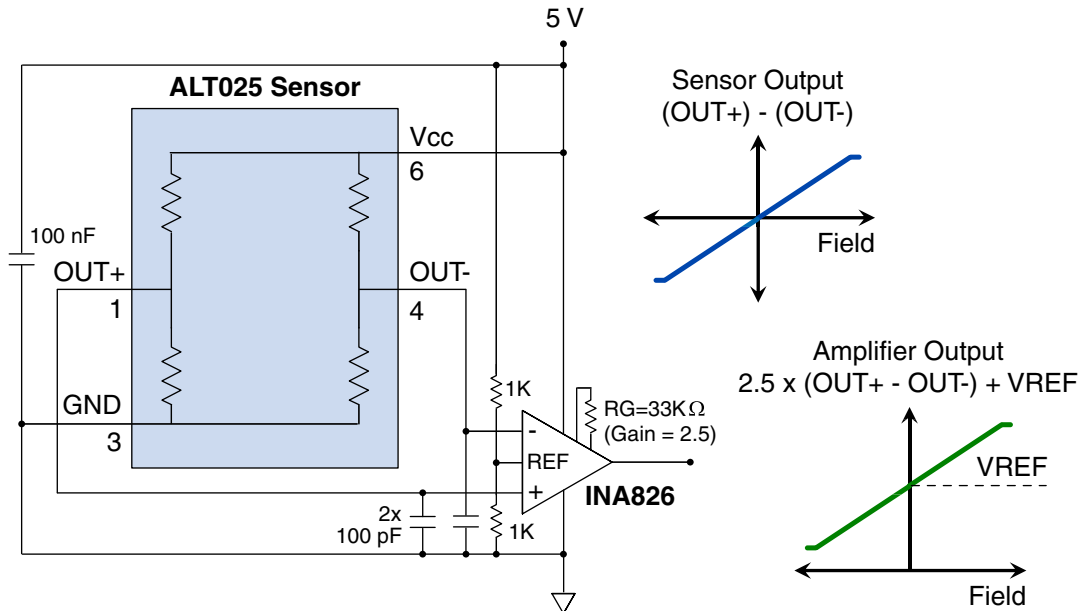 5 V
ALT025 Sensor
Vcc
6
100 nF
OUT+
1
OUT-
4
GND
3
1K
RG=33KΩ
(Gain = 2.5)
-
REF
+
INA826
2x
100 pF
1K
Sensor Output
(OUT+) - (OUT-)
Field
Amplifier Output
2.5 x (OUT+ - OUT-) + VREF
VREF
Field